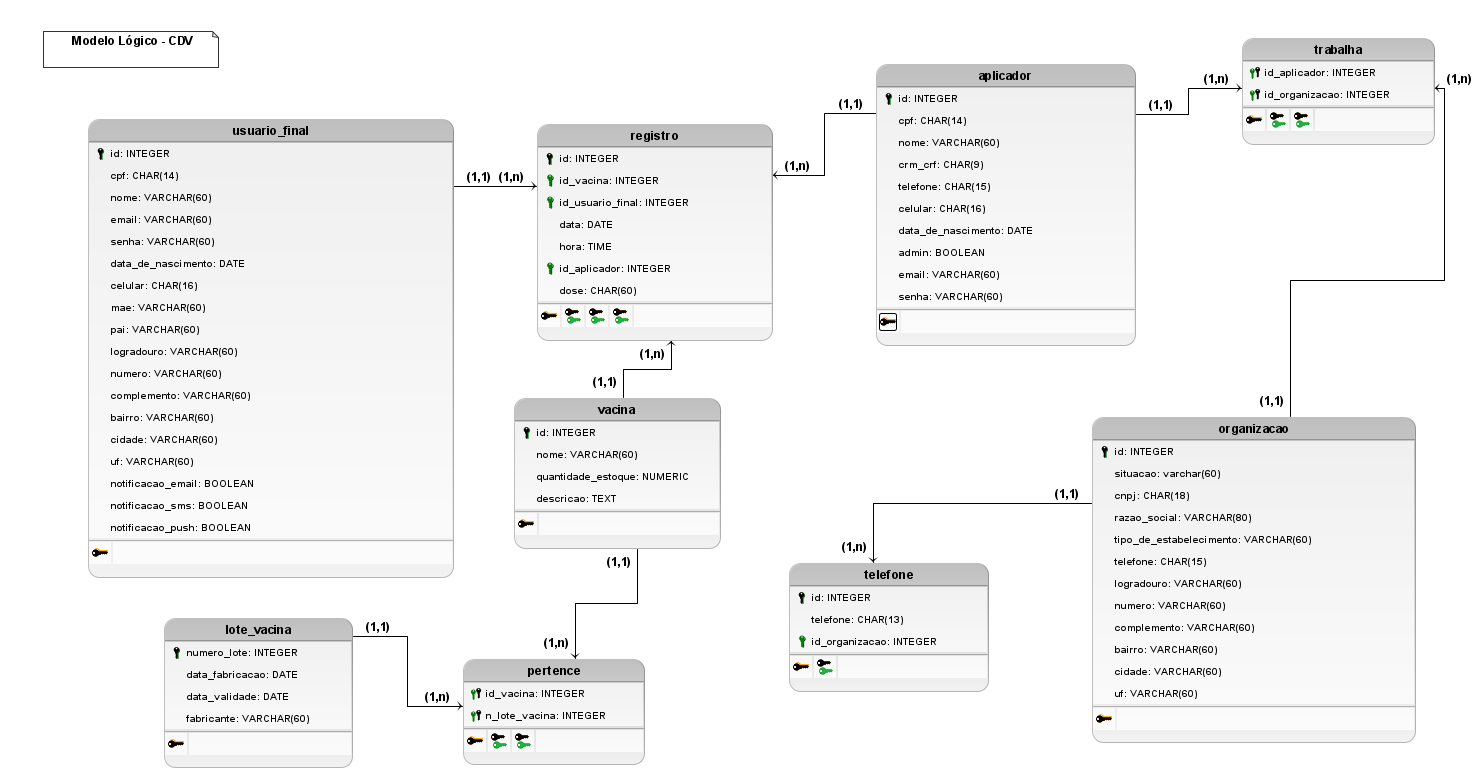 Modelo Lógico - CDV
usuario_final
id: INTEGER
cpf: CHAR(14)
nome: VARCHAR(60)
email: VARCHAR(60)
senha: VARCHAR(60)
data_de_nascimento: DATE
celular: CHAR(16)
mae: VARCHAR(60)
pai: VARCHAR(60)
logradouro: VARCHAR(60)
numero: VARCHAR(60)
complemento: VARCHAR(60)
bairro: VARCHAR(60)
cidade: VARCHAR(60)
uf: VARCHAR(60)
notificacao_email: BOOLEAN
notificacao_sms: BOOLEAN
notificacao_push: BOOLEAN
(1,1) (1,n)
registro
id: INTEGER
id_vacina: INTEGER
id_usuario_final: INTEGER
data: DATE
hora: TIME
id_aplicador: INTEGER
dose: CHAR(60)
(1,n)
(1,1)
aplicador
id: INTEGER
cpf: CHAR(14)
nome: VARCHAR(60)
crm_crf: CHAR(9)
telefone: CHAR(15)
celular: CHAR(16)
data_de_nascimento: DATE
admin: BOOLEAN
email: VARCHAR(60)
senha: VARCHAR(60)
(1,1)
(1,n)
trabalha
id_aplicador: INTEGER
id_organizacao: INTEGER
(1,n)
(1,n)
(1,1)
vacina
id: INTEGER
nome: VARCHAR(60)
quantidade_estoque: NUMERIC
descricao: TEXT
(1,1)
(1,n)
lote_vacina
numero_lote: INTEGER
data_fabricacao: DATE
data_validade: DATE
fabricante: VARCHAR(60)
(1,1)
(1,n)
pertence
id_vacina: INTEGER
n_lote_vacina: INTEGER
(1,1)
organizacao
id: INTEGER
situacao: varchar(60)
cnpj: CHAR(18)
razao_social: VARCHAR(80)
tipo_de_estabelecimento: VARCHAR(60)
telefone: CHAR(15)
logradouro: VARCHAR(60)
numero: VARCHAR(60)
complemento: VARCHAR(60)
bairro: VARCHAR(60)
cidade: VARCHAR(60)
uf: VARCHAR(60)
(1,1)
(1,n)
telefone
id: INTEGER
telefone: CHAR(13)
id_organizacao: INTEGER